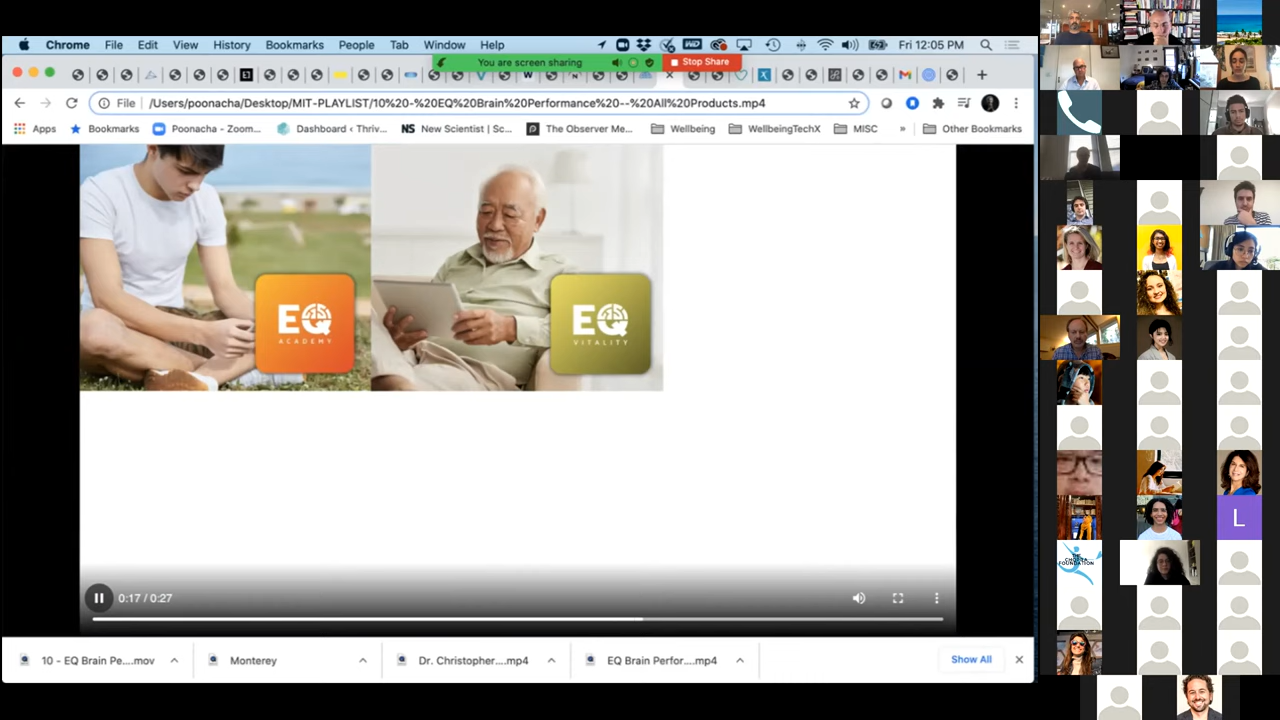 Chrome File Edit View History Bookmarks People Tab Window Help
WD
Fri 12:05 PM
You are screen sharing
Stop Share
File
/Users/poonacha/Desktop/MIT-PLAYLIST/10%20-%20EQ%20Brain%20Performance%20--%20All%20Products.mp4
Apps
Bookmarks
Poonacha - Zoom...
Dashboard ‹ Thriv...
NS New Scientist | Sc...
The Observer Me...
Wellbeing
WellbeingTechX
MISC
»
Other Bookmarks
EQ
ACADEMY
EQ
VITALITY
0:17 / 0:27
10 - EQ Brain Pe....mov
Monterey
Dr. Christopher....mp4
EQ Brain Perfor....mp4
Show All
L
FOUNDATION